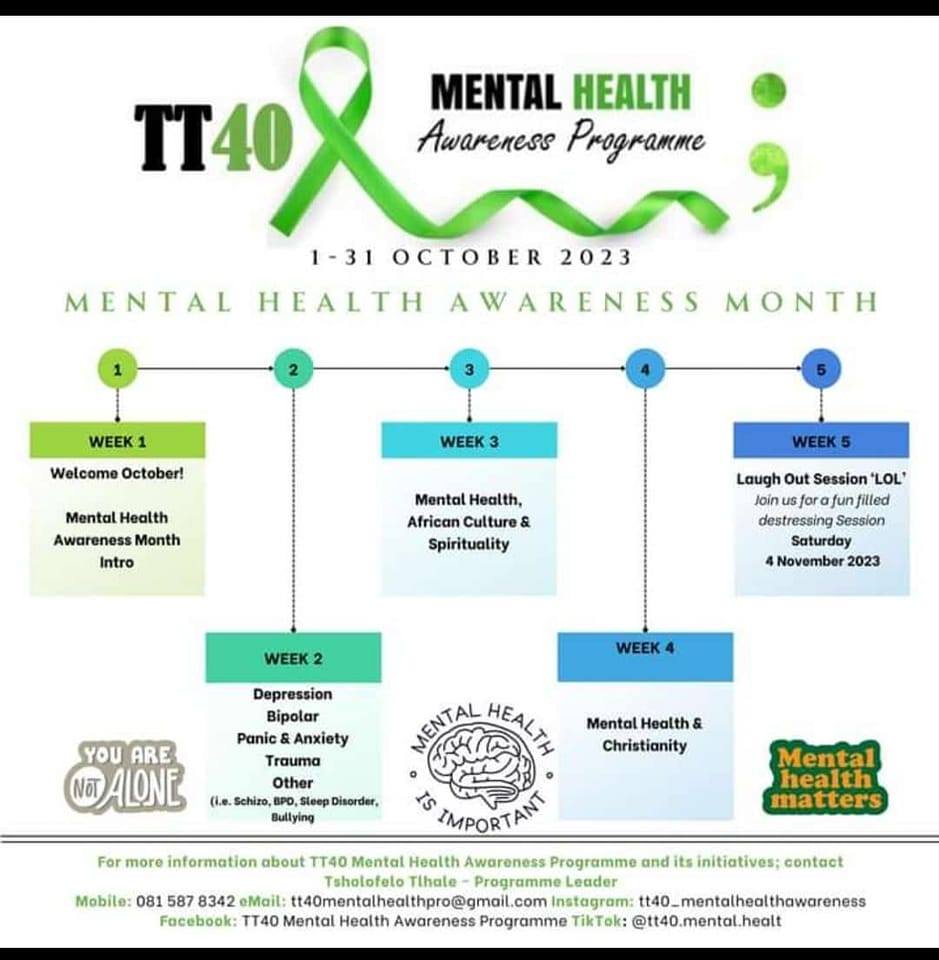 TT40
MENTAL HEALTH
Awareness Programme
;
1-31 OCTOBER 2023
MENTAL HEALTH AWARENESS MONTH
1
2
3
4
5
WEEK 1
Welcome October!
Mental Health
Awareness Month
Intro
WEEK 2
Depression
Bipolar
Panic & Anxiety
Trauma
Other
(i.e. Schizo, BPD, Sleep Disorder,
Bullying
WEEK 3
Mental Health,
African Culture &
Spirituality
WEEK 4
Mental Health &
Christianity
WEEK 5
Laugh Out Session ‘LOL’
Join us for a fun filled
destressing Session
Saturday
4 November 2023
YOU ARE
NOT ALONE
MENTAL HEALTH
IS IMPORTANT
Mental
health
matters
For more information about TT40 Mental Health Awareness Programme and its initiatives; contact
Tsholofelo Tlhale - Programme Leader
Mobile: 081 587 8342 eMail: tt40mentalhealthpro@gmail.com Instagram: tt40_mentalhealthawareness
Facebook: TT40 Mental Health Awareness Programme TikTok: @tt40.mental.healt